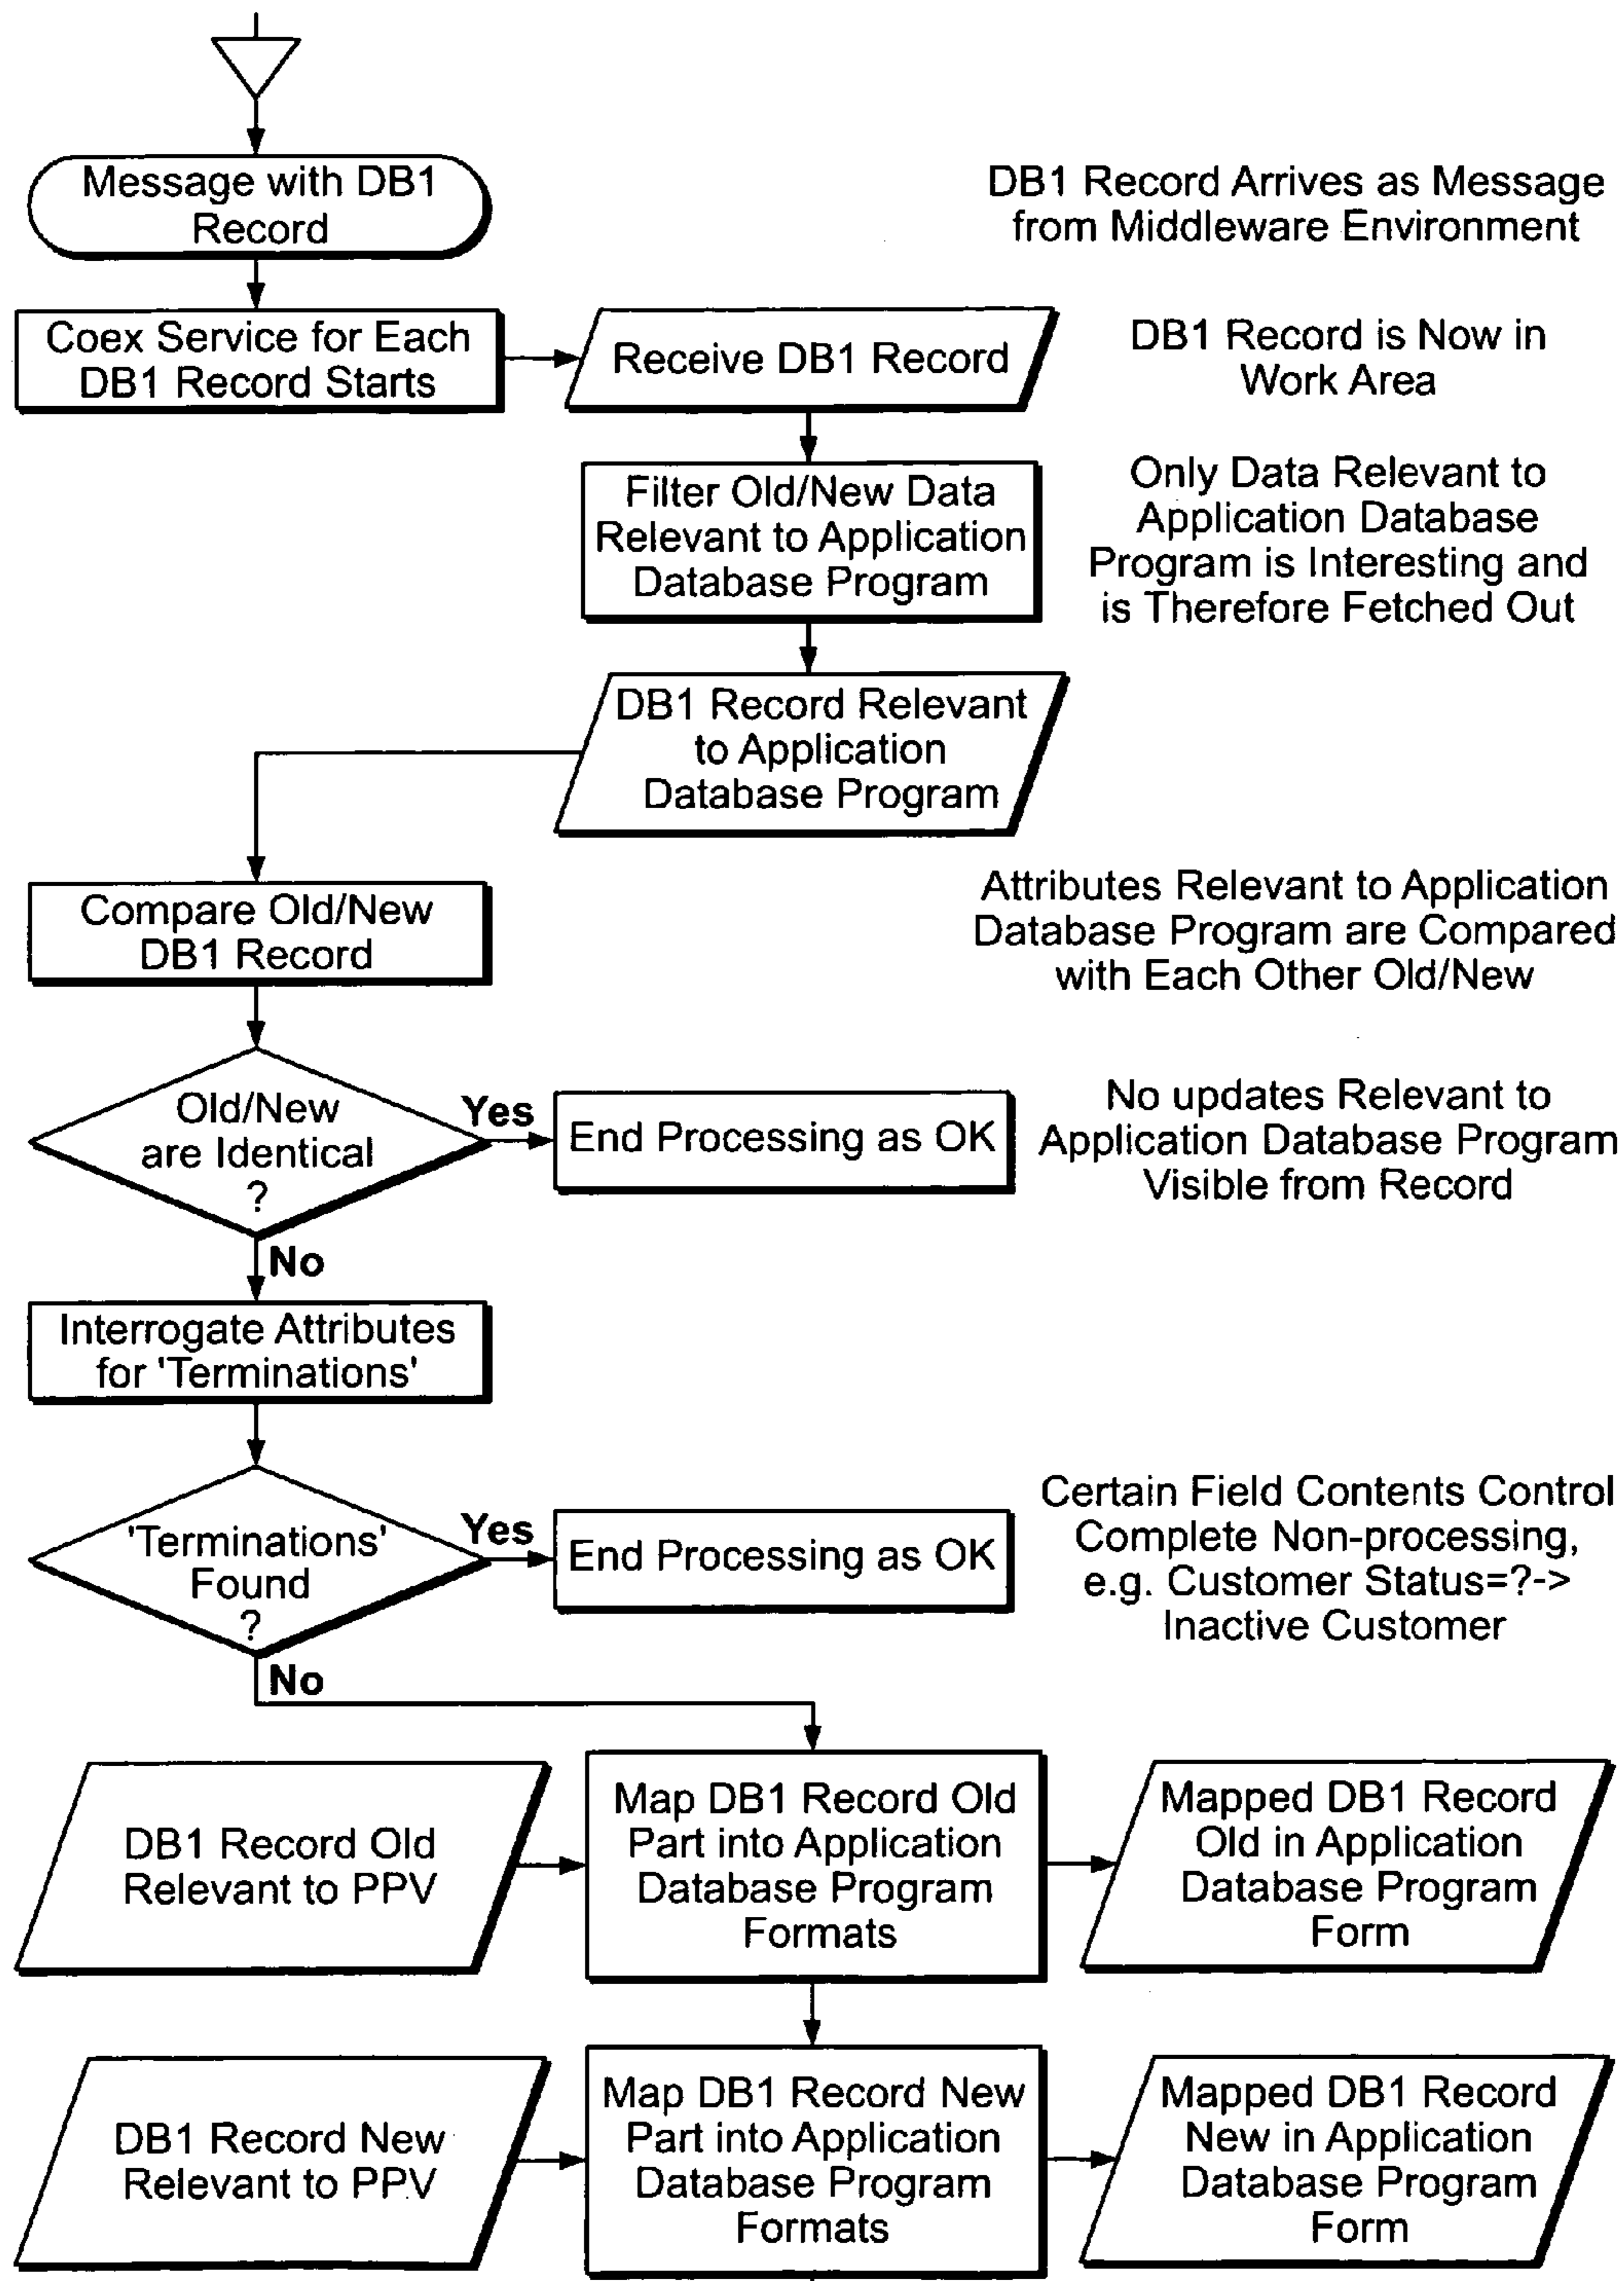 Message with DB1
Record
DB1 Record Arrives as Message
from Middleware Environment
Coex Service for Each
DB1 Record Starts
Receive DB1 Record
DB1 Record is Now in
Work Area
Filter Old/New Data
Relevant to Application
Database Program
Only Data Relevant to
Application Database
Program is Interesting and
is Therefore Fetched Out
DB1 Record Relevant
to Application
Database Program
Compare Old/New
DB1 Record
Attributes Relevant to Application
Database Program are Compared
with Each Other Old/New
Old/New
are Identical
?
Yes
End Processing as OK
No updates Relevant to
Application Database Program
Visible from Record
No
Interrogate Attributes
for 'Terminations'
'Terminations'
Found
?
Yes
End Processing as OK
Certain Field Contents Control
Complete Non-processing,
e.g. Customer Status=?->
Inactive Customer
No
DB1 Record Old
Relevant to PPV
Map DB1 Record Old
Part into Application
Database Program
Formats
Mapped DB1 Record
Old in Application
Database Program
Form
DB1 Record New
Relevant to PPV
Map DB1 Record New
Part into Application
Database Program
Formats
Mapped DB1 Record
New in Application
Database Program
Form